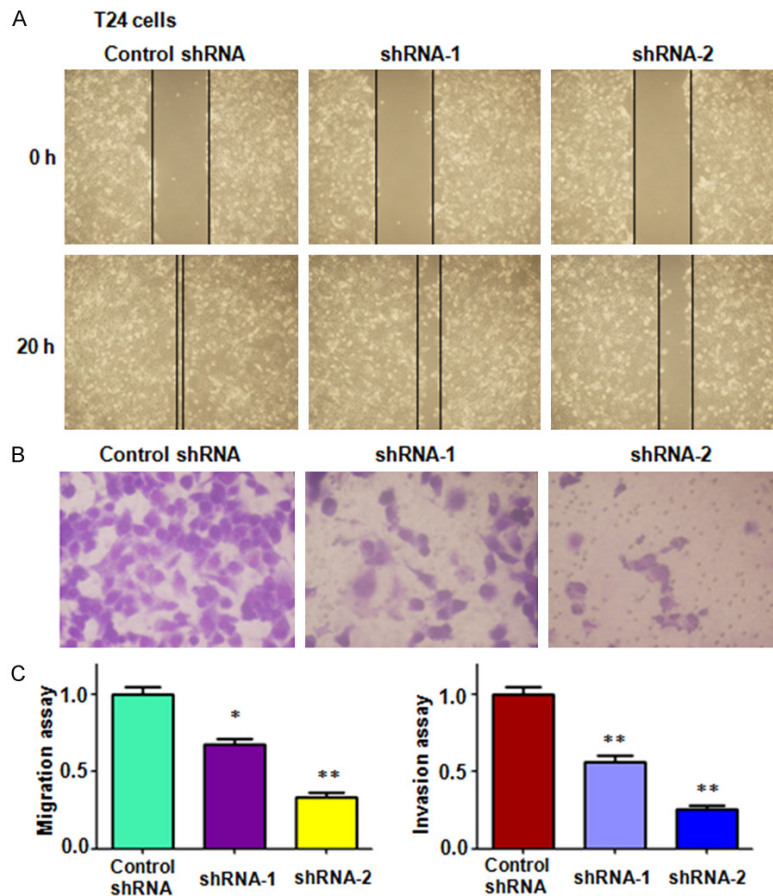 A
T24 cells
Control shRNA shRNA-1 shRNA-2
0 h
20 h
B
Control shRNA shRNA-1 shRNA-2
C
Migration assay
1.0
0.5
0.0
*
**
Control shRNA
shRNA-1
shRNA-2
Invasion assay
1.0
0.5
0.0
**
**
Control
shRNA
shRNA-1
shRNA-2